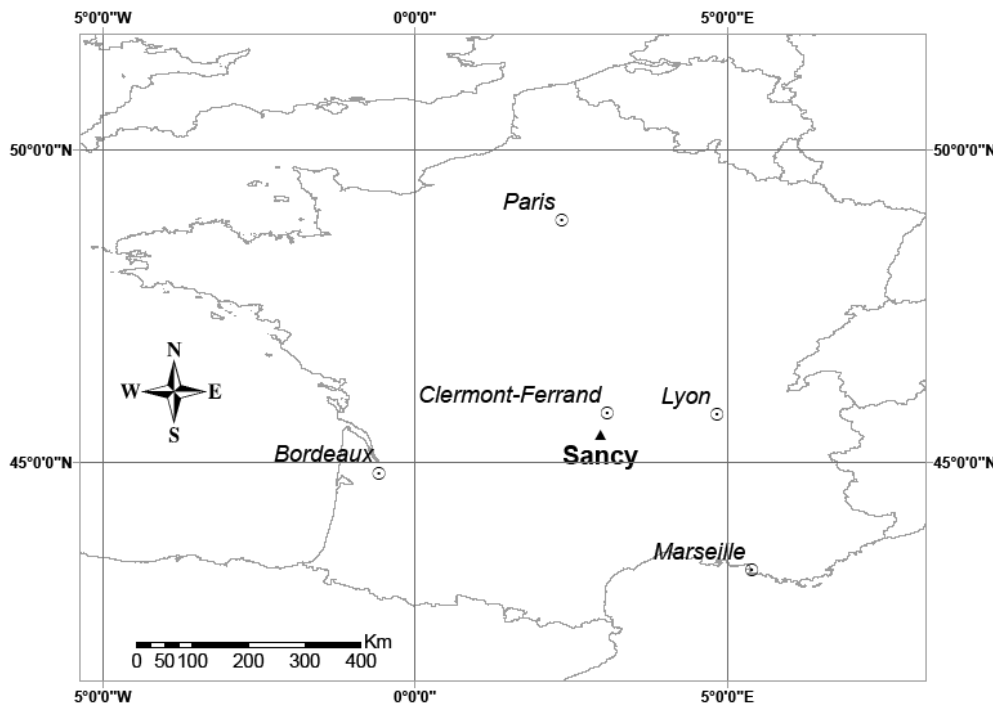 5°0'0"W 0°0'0" 5°0'0"E
50°0'0"N 50°0'0"N
Paris
N
W E
S
Clermont-Ferrand Lyon
Sancy
Bordeaux
45°0'0"N 45°0'0"N
Marseille
Km
0 50 100 200 300 400
5°0'0"W 0°0'0" 5°0'0"E